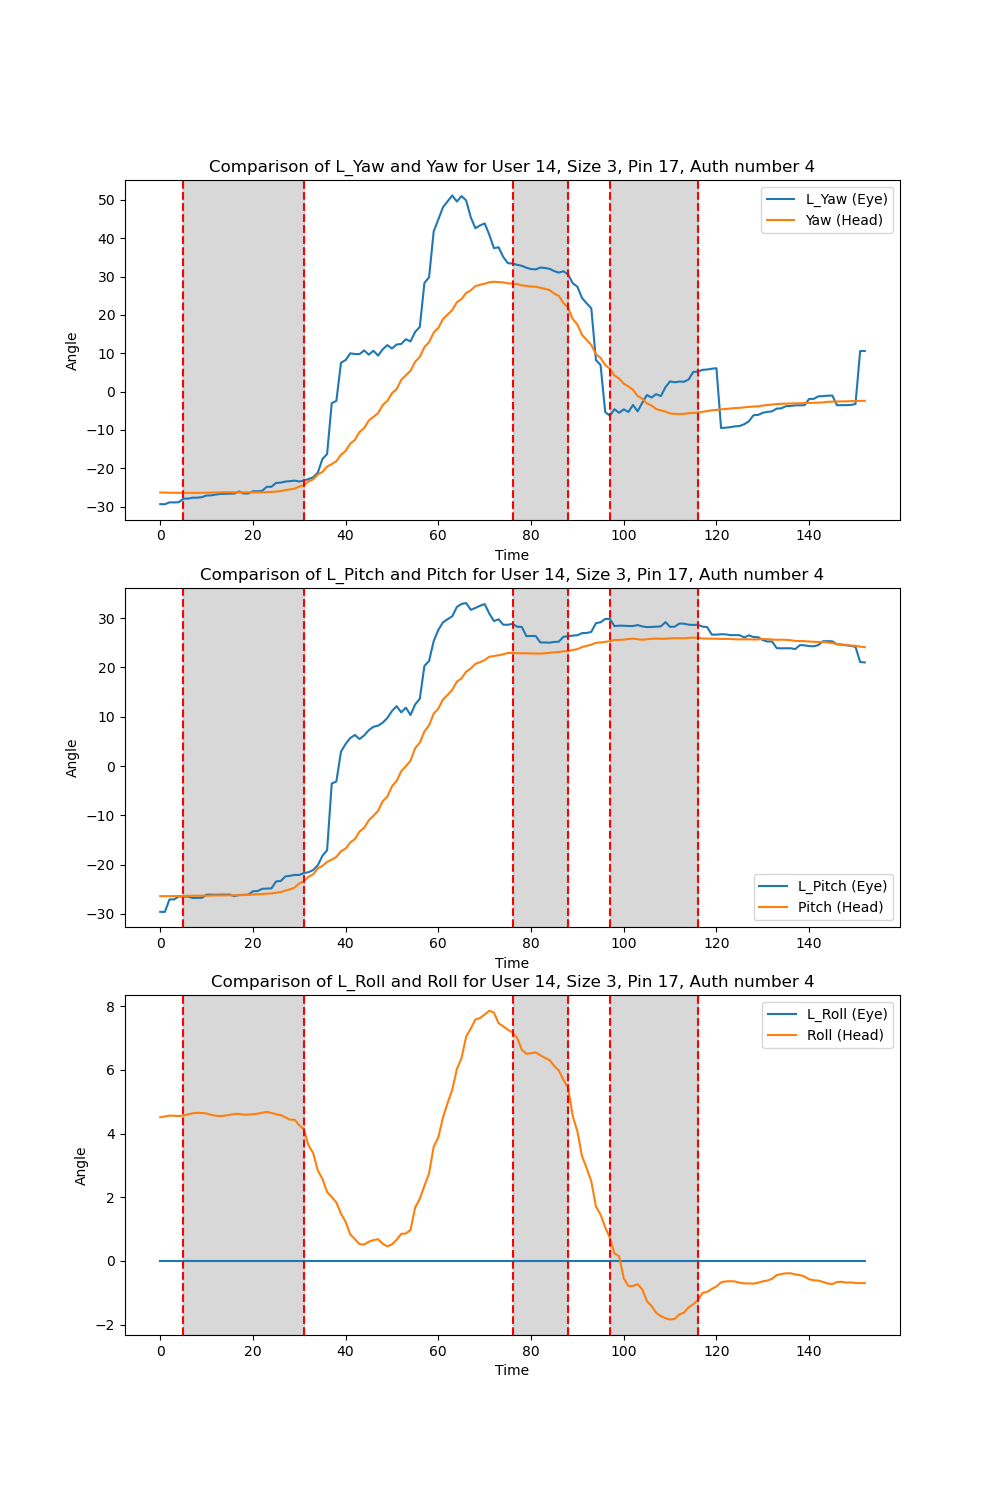 Comparison of L_Yaw and Yaw for User 14, Size 3, Pin 17, Auth number 4
50
40
30
20
10
0
−10
−20
−30
Angle
L_Yaw (Eye)
Yaw (Head)
0 20 40 60 80 100 120 140
Time
Comparison of L_Pitch and Pitch for User 14, Size 3, Pin 17, Auth number 4
30
20
10
0
−10
−20
−30
Angle
L_Pitch (Eye)
Pitch (Head)
0 20 40 60 80 100 120 140
Time
Comparison of L_Roll and Roll for User 14, Size 3, Pin 17, Auth number 4
8
6
4
2
0
−2
Angle
L_Roll (Eye)
Roll (Head)
0 20 40 60 80 100 120 140
Time